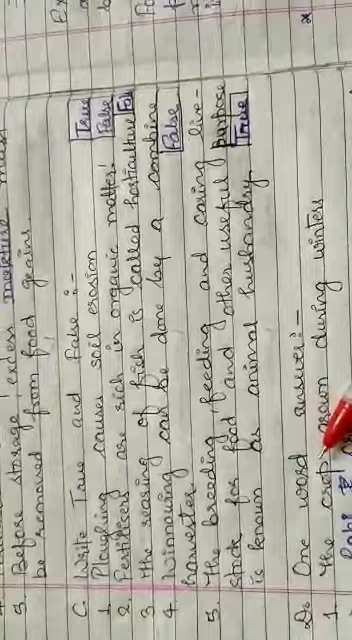 5. Before storage, excess moisture must
be removed from food grains
C. Write True and False :-
1. Ploughing causes soil erosion True
2. Fertilizers are rich in organic matter. False
3. The rearing of fish is called horticulture Fal
4. Winnowing can be done by a combine
harvester. False
5. The breeding, feeding and caring live-
stock for food and other useful purpose
is known as animal husbandry. True
D. One word answer:-
1. The crop grown during winters
Rabi